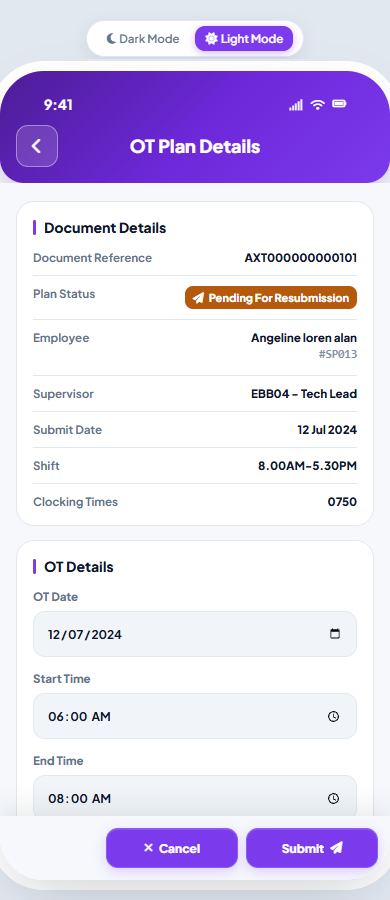 Dark Mode Light Mode
9:41
OT Plan Details
Document Details
Document Reference AXT000000000101
Plan Status Pending For Resubmission
Employee Angeline loren alan
#SP013
Supervisor EBB04 - Tech Lead
Submit Date 12 Jul 2024
Shift 8.00AM-5.30PM
Clocking Times 0750
OT Details
OT Date
12/07/2024
Start Time
06:00 AM
End Time
08:00 AM
Cancel Submit